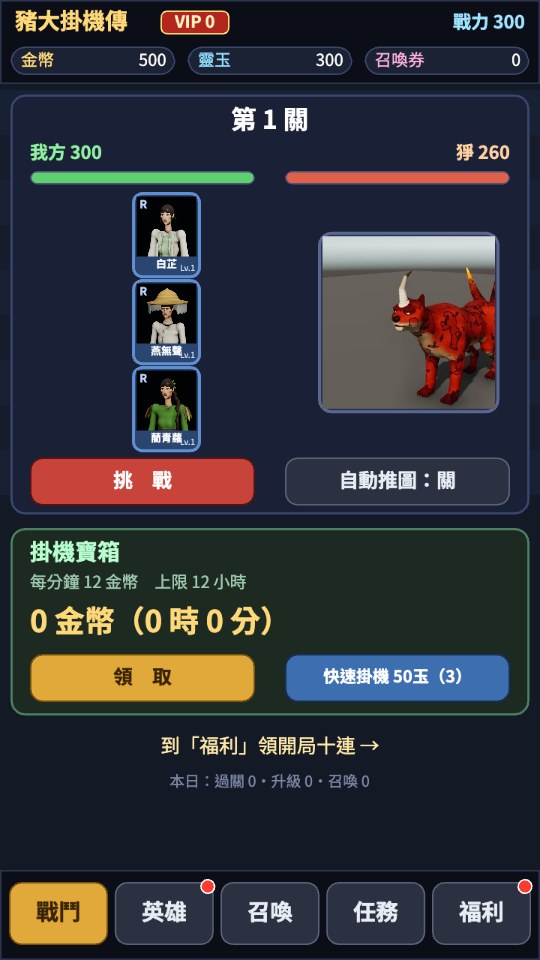 豬大掛機傳
VIP 0
戰力 300
金幣 500
靈玉 300
召喚券 0
第 1 關
我方 300
猙 260
R
白芷
Lv.1
R
燕無聲
Lv.1
R
藺青蘿
Lv.1
挑 戰
自動推圖：關
掛機寶箱
每分鐘 12 金幣 上限 12 小時
0 金幣（0 時 0 分）
領 取
快速掛機 50玉（3）
到「福利」領開局十連 →
本日：過關 0・升級 0・召喚 0
戰鬥
英雄
召喚
任務
福利